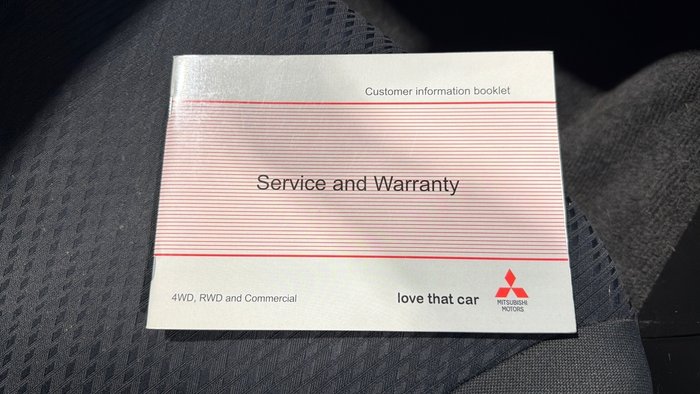 Customer information booklet
Service and Warranty
4WD, RWD and Commercial
love that car
MITSUBISHI
MOTORS